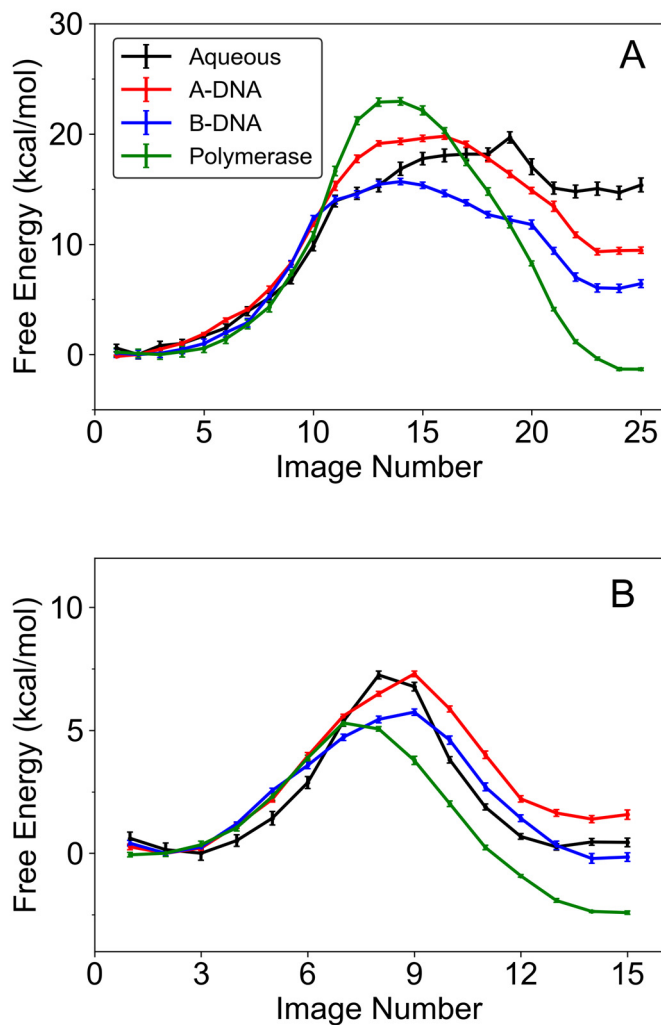 A
Aqueous
A-DNA
B-DNA
Polymerase
Free Energy (kcal/mol)
30
20
10
0
0 5 10 15 20 25
Image Number
B
Free Energy (kcal/mol)
10
5
0
0 3 6 9 12 15
Image Number